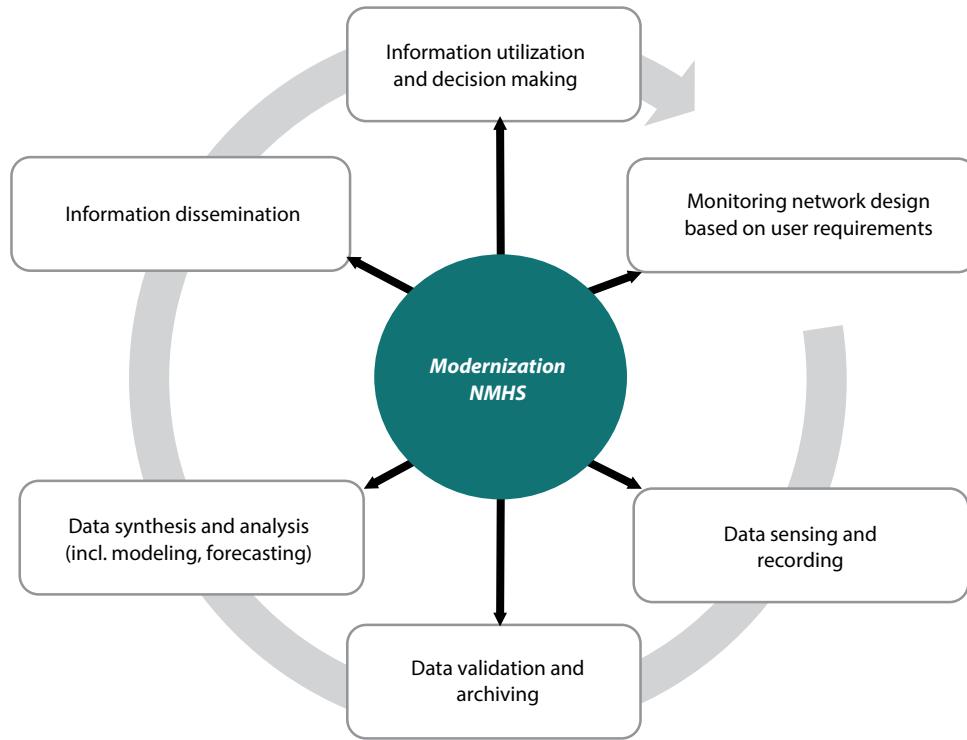 Information utilization
and decision making
Monitoring network design
based on user requirements
Information dissemination
Modernization
NMHS
Data synthesis and analysis
(incl. modeling, forecasting)
Data sensing and
recording
Data validation and
archiving